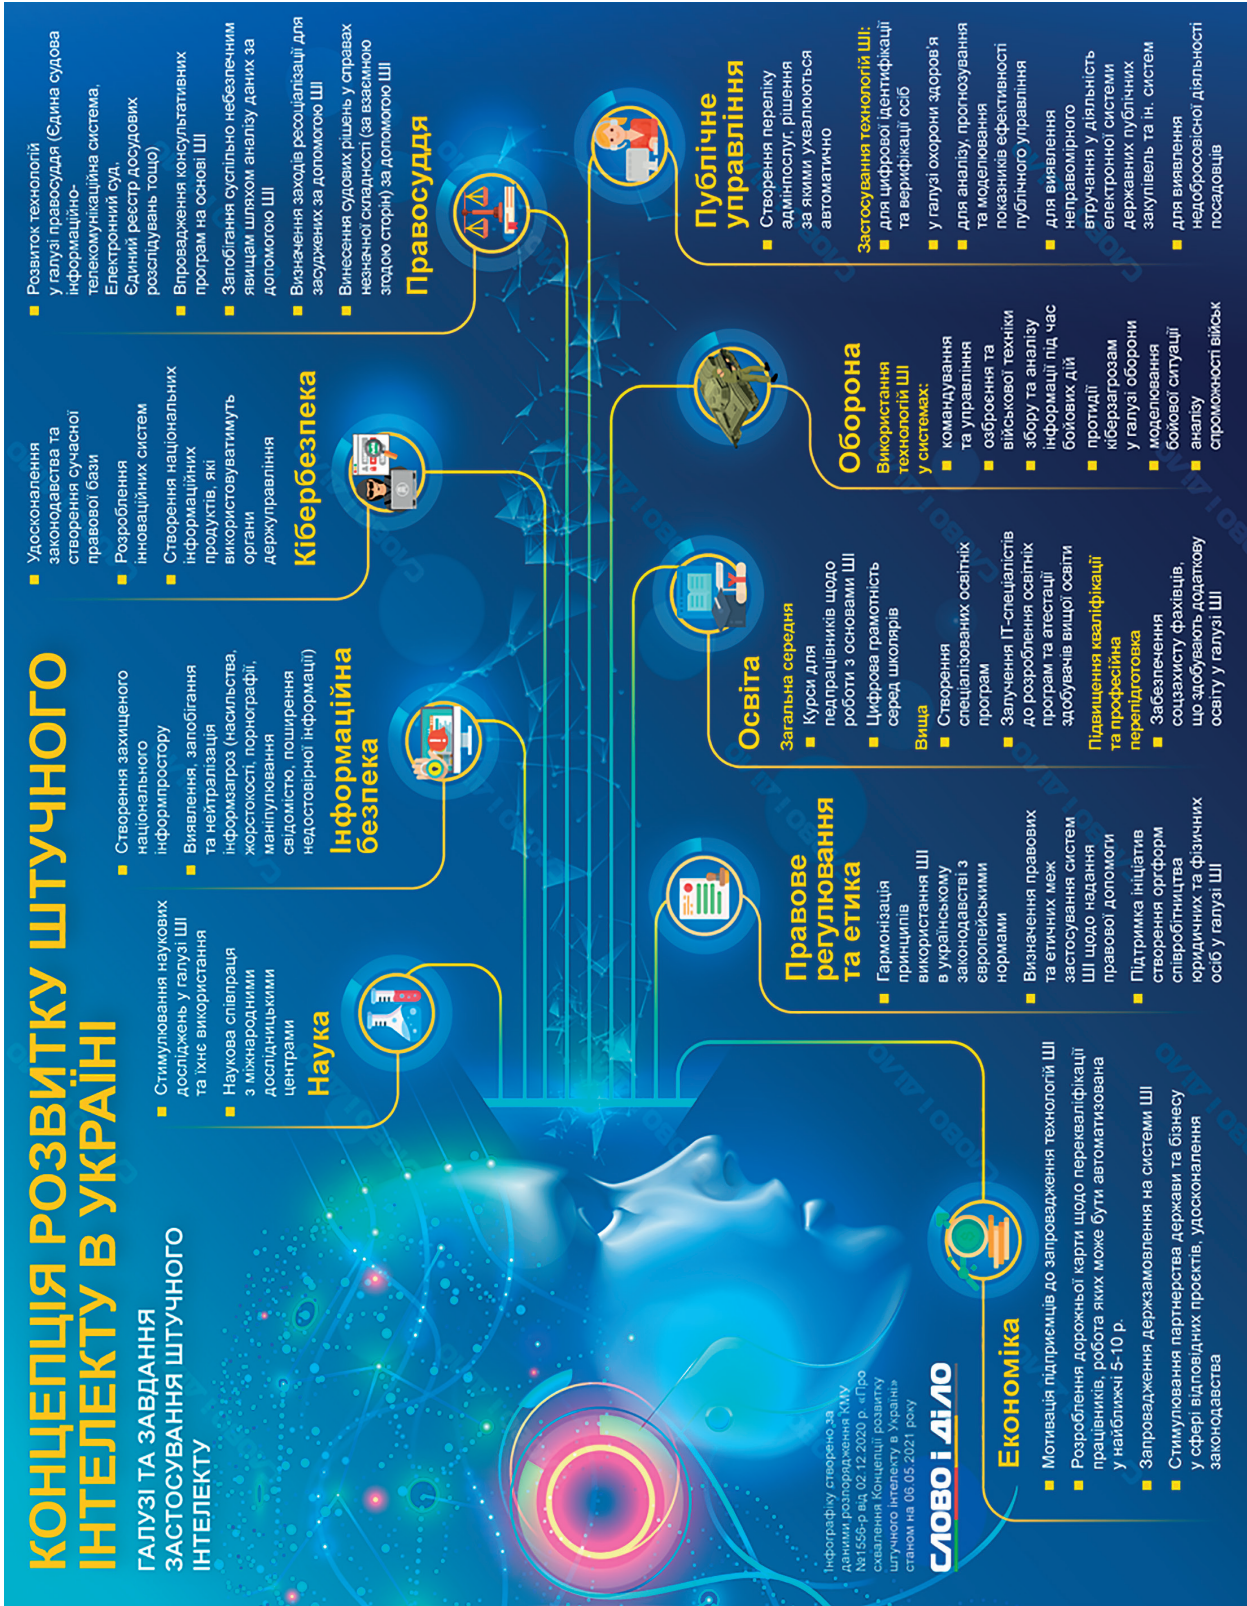 КОНЦЕПЦІЯ РОЗВИТКУ ШТУЧНОГО
ІНТЕЛЕКТУ В УКРАЇНІ
ГАЛУЗІ ТА ЗАВДАННЯ
ЗАСТОСУВАННЯ ШТУЧНОГО
ІНТЕЛЕКТУ
Стимулювання наукових
досліджень у галузі ШІ
та їхнє використання
Наукова співпраця
з міжнародними
дослідницькими
центрами
Наука
Створення захищеного
національного
інформпростору
Виявлення, запобігання
та нейтралізація
інформзагроз (насильства,
жорстокості, порнографії,
маніпулювання
свідомістю, поширення
недостовірної інформації)
Інформаційна
безпека
Удосконалення
законодавства та
створення сучасної
правової бази
Розроблення
інноваційних систем
Створення національних
інформаційних
продуктів, які
використовуватимуть
органи
держуправління
Кібербезпека
Розвиток технологій
у галузі правосуддя (Єдина судова
інформаційно-
телекомунікаційна система,
Електронний суд,
Єдиний реєстр досудових
розслідувань тощо)
Впровадження консультативних
програм на основі ШІ
Запобігання суспільно небезпечним
явищам шляхом аналізу даних за
допомогою ШІ
Визначення заходів ресоціалізації для
засуджених за допомогою ШІ
Винесення судових рішень у справах
незначної складності (за взаємною
згодою сторін) за допомогою ШІ
Правосуддя
Економіка
Мотивація підприємців до запровадження технологій ШІ
Розроблення дорожньої карти щодо перекваліфікації
працівників, робота яких може бути автоматизована
у найближчі 5-10 р.
Запровадження держзамовлення на системи ШІ
Стимулювання партнерства держави та бізнесу
у сфері відповідних проєктів, удосконалення
законодавства
Правове
регулювання
та етика
Гармонізація
принципів
використання ШІ
в українському
законодавстві з
європейськими
нормами
Визначення правових
та етичних меж
застосування систем
ШІ щодо надання
правової допомоги
Підтримка ініціатив
створення оргформ
співробітництва
юридичних та фізичних
осіб у галузі ШІ
Освіта
Загальна середня
Курси для
педпрацівників щодо
роботи з основами ШІ
Цифрова грамотність
серед школярів
Вища
Створення
спеціалізованих освітніх
програм
Залучення ІТ-спеціалістів
до розроблення освітніх
програм та атестації
здобувачів вищої освіти
Підвищення кваліфікації
та професійна
перепідготовка
Забезпечення
соцзахисту фахівців,
що здобувають додаткову
освіту у галузі ШІ
Оборона
Використання
технологій ШІ
у системах:
командування
та управління
озброєння та
військової техніки
збору та аналізу
інформації під час
бойових дій
протидії
кіберзагрозам
у галузі оборони
моделювання
бойової ситуації
аналізу
спроможності військ
Публічне
управління
Створення переліку
адмінпослуг, рішення
за якими ухвалюються
автоматично
Застосування технологій ШІ:
для цифрової ідентифікації
та верифікації осіб
у галузі охорони здоров'я
для аналізу, прогнозування
та моделювання
показників ефективності
публічного управління
для виявлення
неправомірного
втручання у діяльність
електронної системи
державних публічних
закупівель та ін. систем
для виявлення
недобросовісної діяльності
посадовців
Інфографіку створено за
даними розпорядження КМУ
№1556-р від 02.12.2020 р. «Про
схвалення Концепції розвитку
штучного інтелекту в Україні»
станом на 06.05.2021 року
СЛОВО і ДІЛО